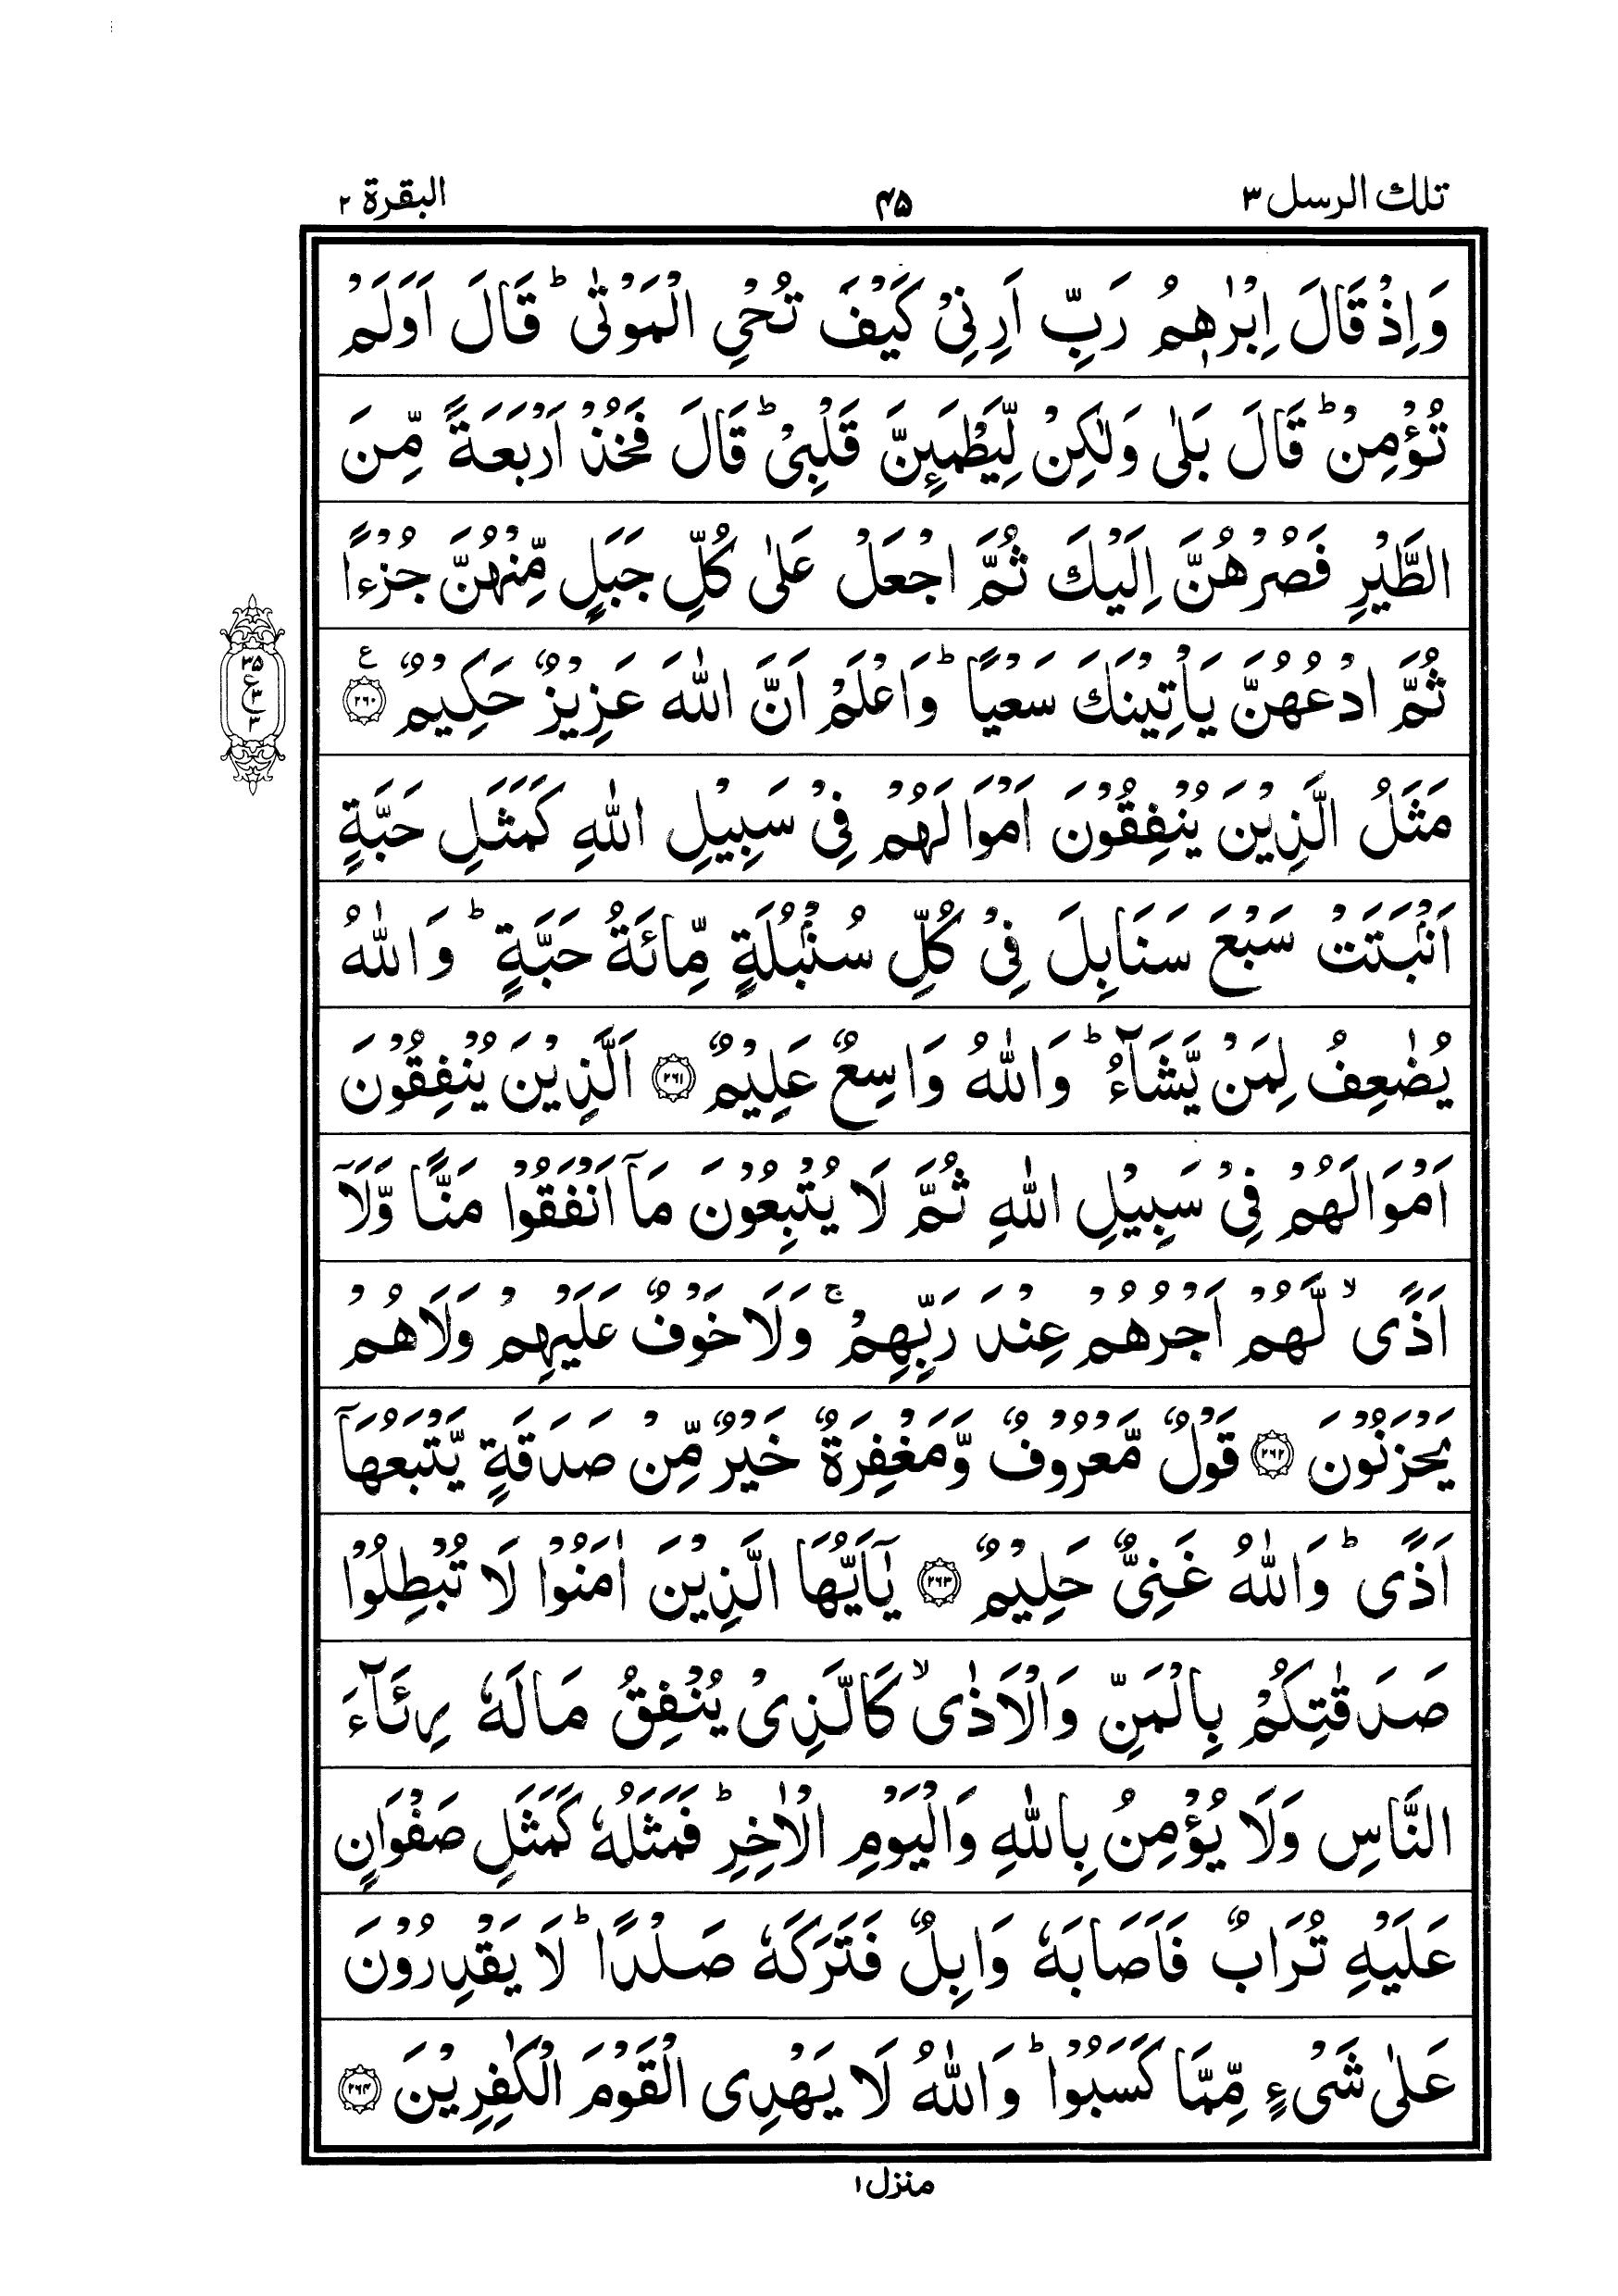 تلك الرسل ٣
۴۵
البقرة ٢
وَاِذْ قَالَ اِبْرٰهٖمُ رَبِّ اَرِنِيْ كَيْفَ تُحْيِ الْمَوْتٰى ؕ قَالَ اَوَلَمْ
تُؤْمِنْ ؕ قَالَ بَلٰى وَلٰكِنْ لِّيَطْمَىِٕنَّ قَلْبِيْ ؕ قَالَ فَخُذْ اَرْبَعَةً مِّنَ
الطَّيْرِ فَصُرْهُنَّ اِلَيْكَ ثُمَّ اجْعَلْ عَلٰى كُلِّ جَبَلٍ مِّنْهُنَّ جُزْءًا
ثُمَّ ادْعُهُنَّ يَاْتِيْنَكَ سَعْيًا ؕ وَاعْلَمْ اَنَّ اللّٰهَ عَزِيْزٌ حَكِيْمٌ ۧ ﴿۲۶۰﴾
۳۵
ع
۳
۳
مَثَلُ الَّذِيْنَ يُنْفِقُوْنَ اَمْوَالَهُمْ فِيْ سَبِيْلِ اللّٰهِ كَمَثَلِ حَبَّةٍ
اَنْۢبَتَتْ سَبْعَ سَنَابِلَ فِيْ كُلِّ سُنْۢبُلَةٍ مِّائَةُ حَبَّةٍ ؕ وَاللّٰهُ
يُضٰعِفُ لِمَنْ يَّشَآءُ ؕ وَاللّٰهُ وَاسِعٌ عَلِيْمٌ ﴿۲۶۱﴾ اَلَّذِيْنَ يُنْفِقُوْنَ
اَمْوَالَهُمْ فِيْ سَبِيْلِ اللّٰهِ ثُمَّ لَا يُتْبِعُوْنَ مَآ اَنْفَقُوْا مَنًّا وَّلَآ
اَذًى ۙ لَّهُمْ اَجْرُهُمْ عِنْدَ رَبِّهِمْ ۚ وَلَا خَوْفٌ عَلَيْهِمْ وَلَا هُمْ
يَحْزَنُوْنَ ﴿۲۶۲﴾ قَوْلٌ مَّعْرُوْفٌ وَّمَغْفِرَةٌ خَيْرٌ مِّنْ صَدَقَةٍ يَّتْبَعُهَآ
اَذًى ؕ وَاللّٰهُ غَنِيٌّ حَلِيْمٌ ﴿۲۶۳﴾ يٰٓاَيُّهَا الَّذِيْنَ اٰمَنُوْا لَا تُبْطِلُوْا
صَدَقٰتِكُمْ بِالْمَنِّ وَالْاَذٰى ۙ كَالَّذِيْ يُنْفِقُ مَالَهٗ رِئَآءَ
النَّاسِ وَلَا يُؤْمِنُ بِاللّٰهِ وَالْيَوْمِ الْاٰخِرِ ؕ فَمَثَلُهٗ كَمَثَلِ صَفْوَانٍ
عَلَيْهِ تُرَابٌ فَاَصَابَهٗ وَابِلٌ فَتَرَكَهٗ صَلْدًا ؕ لَا يَقْدِرُوْنَ
عَلٰى شَيْءٍ مِّمَّا كَسَبُوْا ؕ وَاللّٰهُ لَا يَهْدِى الْقَوْمَ الْكٰفِرِيْنَ ﴿۲۶۴﴾
منزل ١